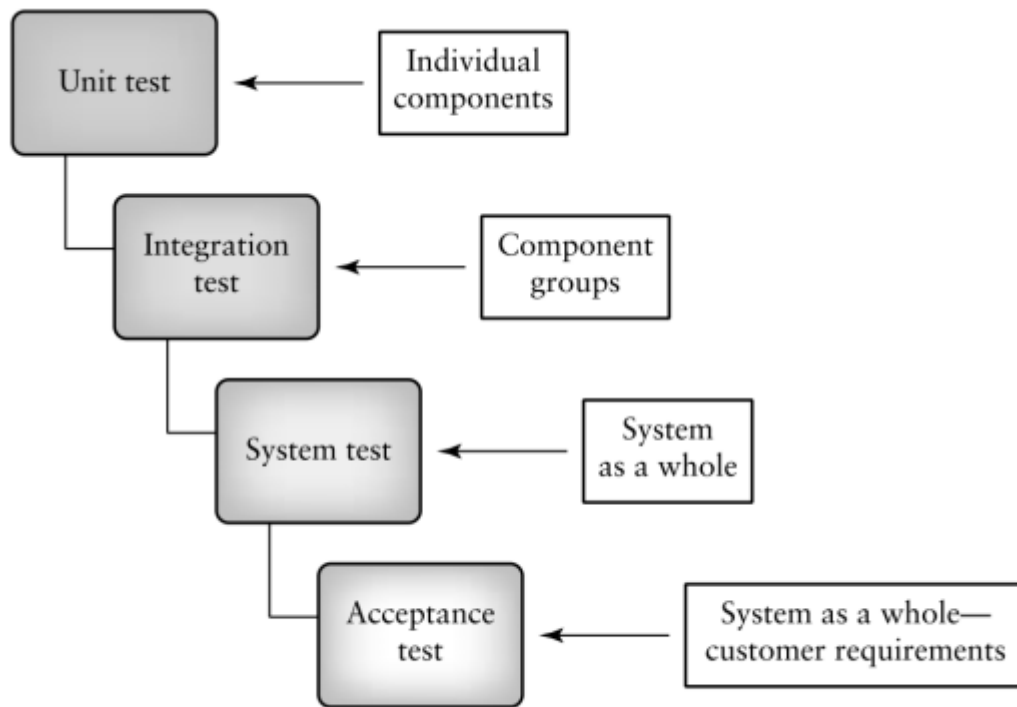 Unit test
Individual
components
Integration
test
Component
groups
System test
System
as a whole
Acceptance
test
System as a whole—
customer requirements